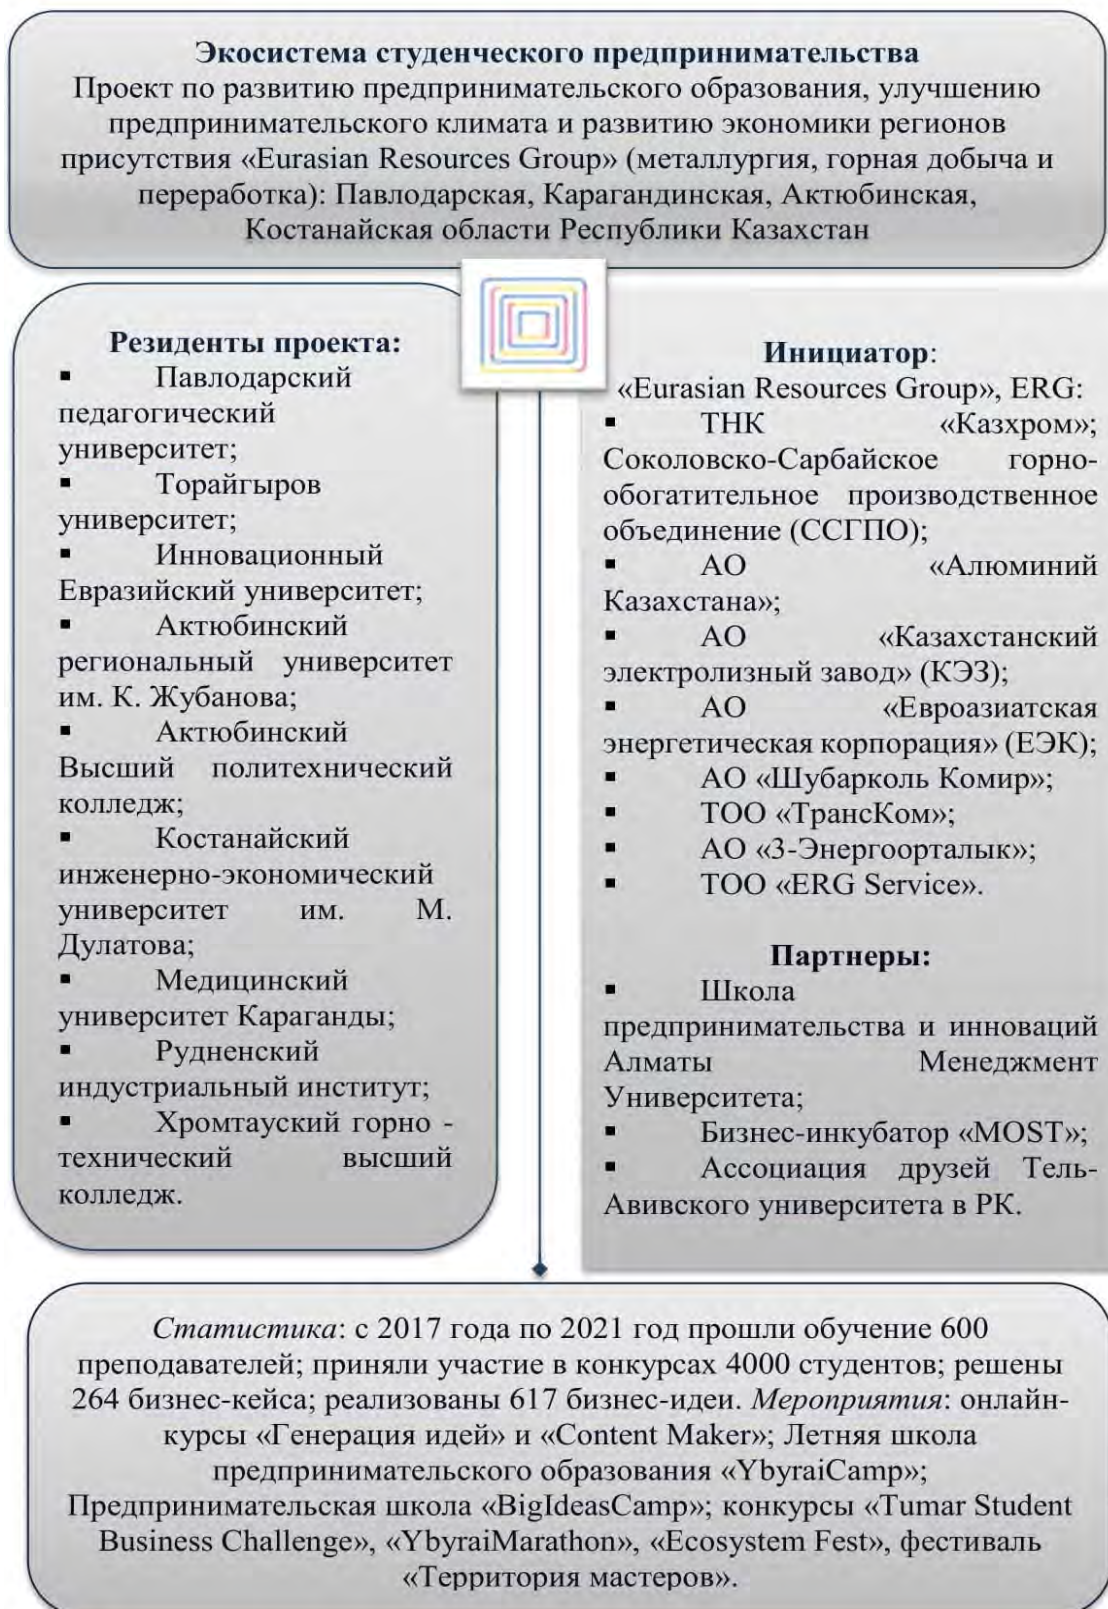 Экосистема студенческого предпринимательства
Проект по развитию предпринимательского образования, улучшению
предпринимательского климата и развитию экономики регионов
присутствия «Eurasian Resources Group» (металлургия, горная добыча и
переработка): Павлодарская, Карагандинская, Актюбинская,
Костанайская области Республики Казахстан
Резиденты проекта:
▪ Павлодарский
педагогический
университет;
▪ Торайгыров
университет;
▪ Инновационный
Евразийский университет;
▪ Актюбинский
региональный университет
им. К. Жубанова;
▪ Актюбинский
Высший политехнический
колледж;
▪ Костанайский
инженерно-экономический
университет им. М.
Дулатова;
▪ Медицинский
университет Караганды;
▪ Рудненский
индустриальный институт;
▪ Хромтауский горно -
технический высший
колледж.
Инициатор:
«Eurasian Resources Group», ERG:
▪ ТНК «Казхром»;
Соколовско-Сарбайское горно-
обогатительное производственное
объединение (ССГПО);
▪ АО «Алюминий
Казахстана»;
▪ АО «Казахстанский
электролизный завод» (КЭЗ);
▪ АО «Евроазиатская
энергетическая корпорация» (ЕЭК);
▪ АО «Шубарколь Комир»;
▪ ТОО «ТрансКом»;
▪ АО «3-Энергоорталык»;
▪ ТОО «ERG Service».
Партнеры:
▪ Школа
предпринимательства и инноваций
Алматы Менеджмент
Университета;
▪ Бизнес-инкубатор «MOST»;
▪ Ассоциация друзей Тель-
Авивского университета в РК.
Статистика: с 2017 года по 2021 год прошли обучение 600
преподавателей; приняли участие в конкурсах 4000 студентов; решены
264 бизнес-кейса; реализованы 617 бизнес-идеи. Мероприятия: онлайн-
курсы «Генерация идей» и «Content Maker»; Летняя школа
предпринимательского образования «YbyraiCamp»;
Предпринимательская школа «BigIdeasCamp»; конкурсы «Tumar Student
Business Challenge», «YbyraiMarathon», «Ecosystem Fest», фестиваль
«Территория мастеров».